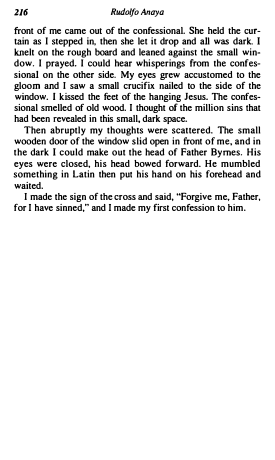 216 Rudolfo Anaya
front of me came out of the confessional. She held the cur-
tain as I stepped in, then she let it drop and all was dark. I
knelt on the rough board and leaned against the small win-
dow. I prayed. I could hear whisperings from the confes-
sional on the other side. My eyes grew accustomed to the
gloom and I saw a small crucifix nailed to the side of the
window. I kissed the feet of the hanging Jesus. The confes-
sional smelled of old wood. I thought of the million sins that
had been revealed in this small, dark space.
Then abruptly my thoughts were scattered. The small
wooden door of the window slid open in front of me, and in
the dark I could make out the head of Father Byrnes. His
eyes were closed, his head bowed forward. He mumbled
something in Latin then put his hand on his forehead and
waited.
I made the sign of the cross and said, “Forgive me, Father,
for I have sinned,” and I made my first confession to him.